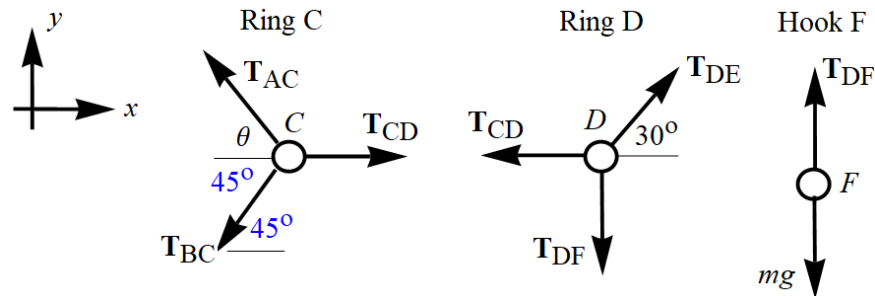 Ring C
Ring D
Hook F
y
x
T_AC
C
T_CD
θ
45°
45°
T_BC
T_CD
D
T_DE
30°
T_DF
T_DF
F
mg